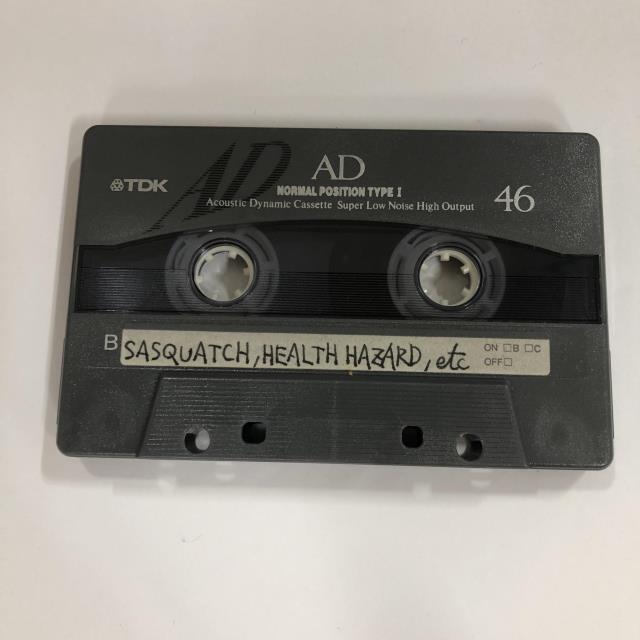 AD
TDK
AD
NORMAL POSITION TYPE I
Acoustic Dynamic Cassette Super Low Noise High Output
46
B
SASQUATCH, HEALTH HAZARD, etc
ON □B □C
OFF□